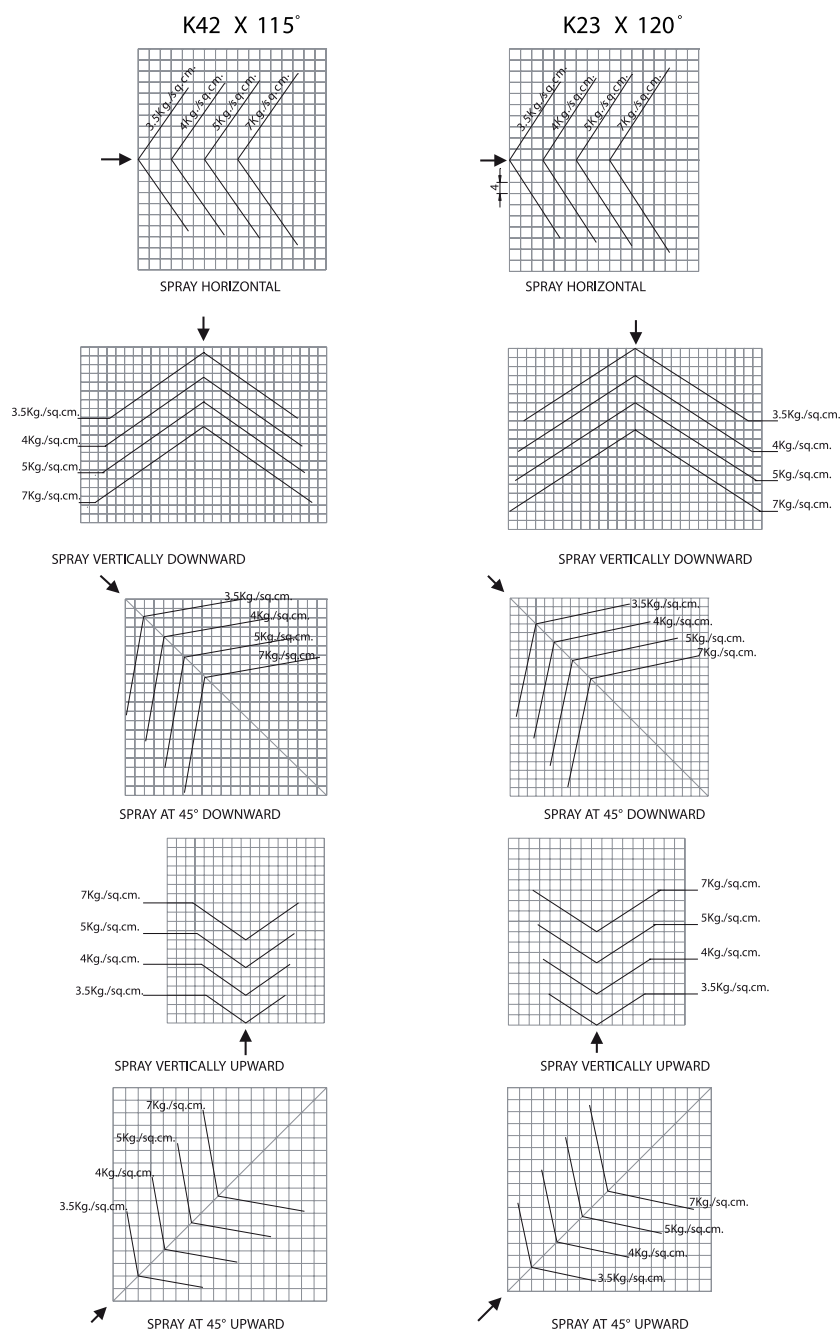 K42 X 115°
3.5Kg./sq.cm.
4Kg./sq.cm.
5Kg./sq.cm.
7Kg./sq.cm.
SPRAY HORIZONTAL
3.5Kg./sq.cm.
4Kg./sq.cm.
5Kg./sq.cm.
7Kg./sq.cm.
SPRAY VERTICALLY DOWNWARD
3.5Kg./sq.cm.
4Kg./sq.cm.
5Kg./sq.cm.
7Kg./sq.cm.
SPRAY AT 45° DOWNWARD
7Kg./sq.cm.
5Kg./sq.cm.
4Kg./sq.cm.
3.5Kg./sq.cm.
SPRAY VERTICALLY UPWARD
7Kg./sq.cm.
5Kg./sq.cm.
4Kg./sq.cm.
3.5Kg./sq.cm.
SPRAY AT 45° UPWARD
K23 X 120°
3.5Kg./sq.cm.
4Kg./sq.cm.
5Kg./sq.cm.
7Kg./sq.cm.
4
SPRAY HORIZONTAL
3.5Kg./sq.cm.
4Kg./sq.cm.
5Kg./sq.cm.
7Kg./sq.cm.
SPRAY VERTICALLY DOWNWARD
3.5Kg./sq.cm.
4Kg./sq.cm.
5Kg./sq.cm.
7Kg./sq.cm.
SPRAY AT 45° DOWNWARD
7Kg./sq.cm.
5Kg./sq.cm.
4Kg./sq.cm.
3.5Kg./sq.cm.
SPRAY VERTICALLY UPWARD
7Kg./sq.cm.
5Kg./sq.cm.
4Kg./sq.cm.
3.5Kg./sq.cm.
SPRAY AT 45° UPWARD